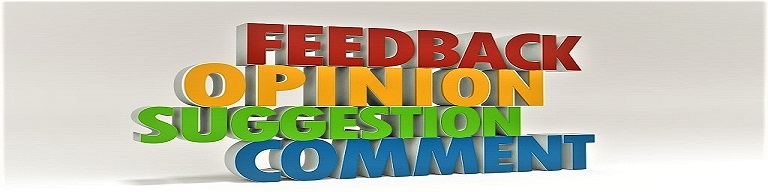 FEEDBACK
OPINION
SUGGESTION
COMMENT